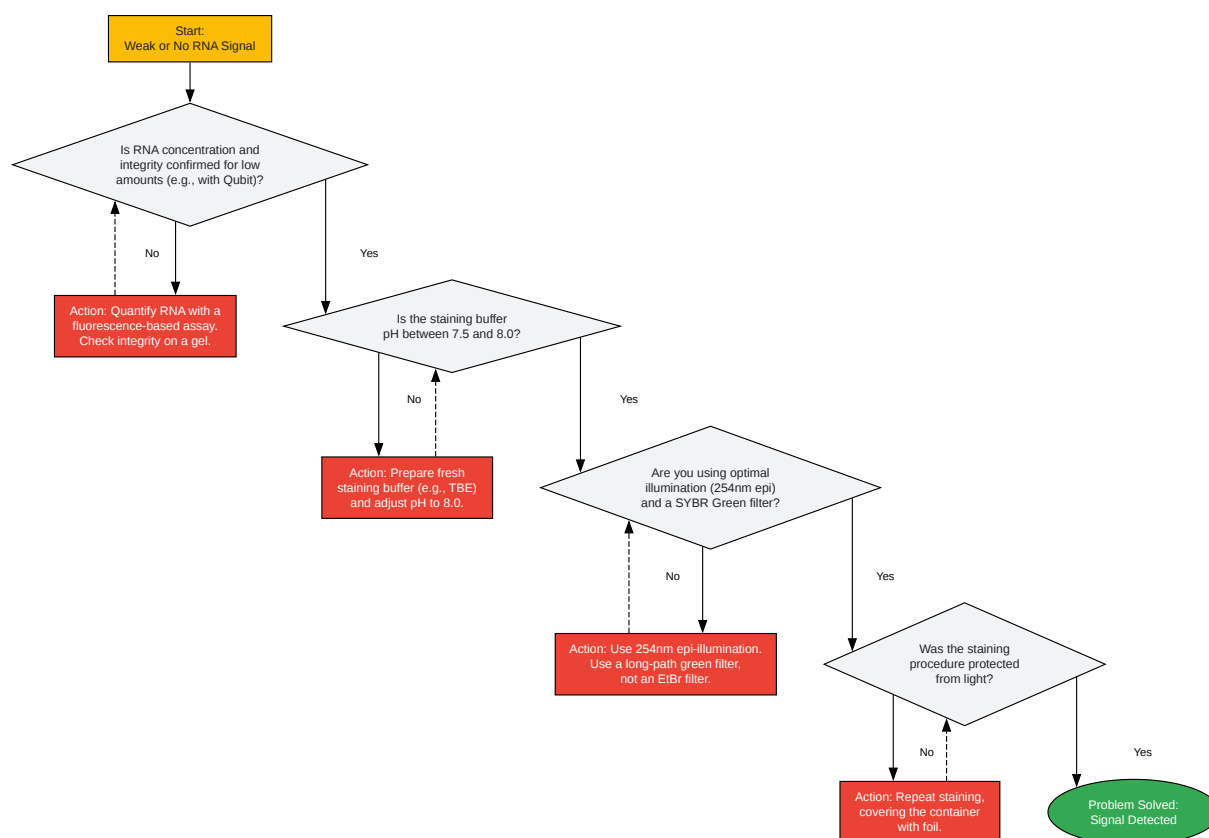 Start:
Weak or No RNA Signal
Is RNA concentration and
integrity confirmed for low
amounts (e.g., with Qubit)?
No
Yes
Action: Quantify RNA with a
fluorescence-based assay.
Check integrity on a gel.
Is the staining buffer
pH between 7.5 and 8.0?
No
Yes
Action: Prepare fresh
staining buffer (e.g., TBE)
and adjust pH to 8.0.
Are you using optimal
illumination (254nm epi)
and a SYBR Green filter?
No
Yes
Action: Use 254nm epi-illumination.
Use a long-path green filter,
not an EtBr filter.
Was the staining
procedure protected
from light?
No
Yes
Action: Repeat staining,
covering the container
with foil.
Problem Solved:
Signal Detected